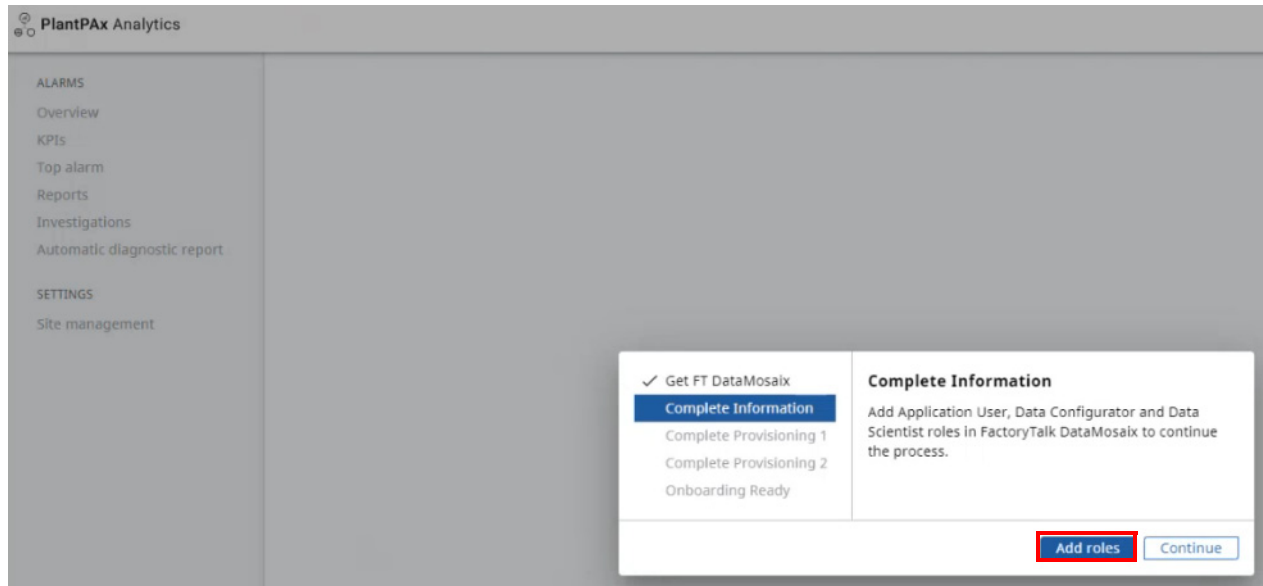 PlantPAx Analytics
ALARMS
Overview
KPIs
Top alarm
Reports
Investigations
Automatic diagnostic report
SETTINGS
Site management
Get FT DataMosaix
Complete Information
Complete Provisioning 1
Complete Provisioning 2
Onboarding Ready
Complete Information
Add Application User, Data Configurator and Data
Scientist roles in FactoryTalk DataMosaix to continue
the process.
Add roles
Continue